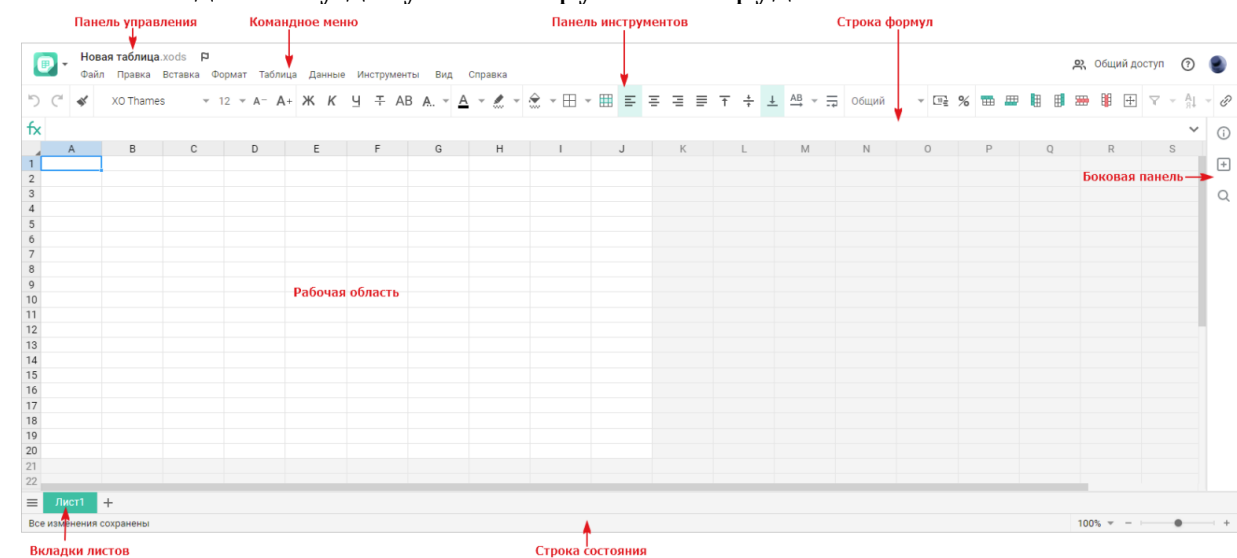 Панель управления Командное меню Панель инструментов Строка формул
Новая таблица.xods
Файл Правка Вставка Формат Таблица Данные Инструменты Вид Справка
Общий доступ ?
XO Thames 12 A− A+ Ж К Ч Т AB A.. A AB Общий %
fx
A B C D E F G H I J K L M N O P Q R S
1
2
Боковая панель
3
4
5
6
7
8
9
Рабочая область
10
11
12
13
14
15
16
17
18
19
20
21
22
Лист1 +
Все изменения сохранены 100% − +
Вкладки листов Строка состояния